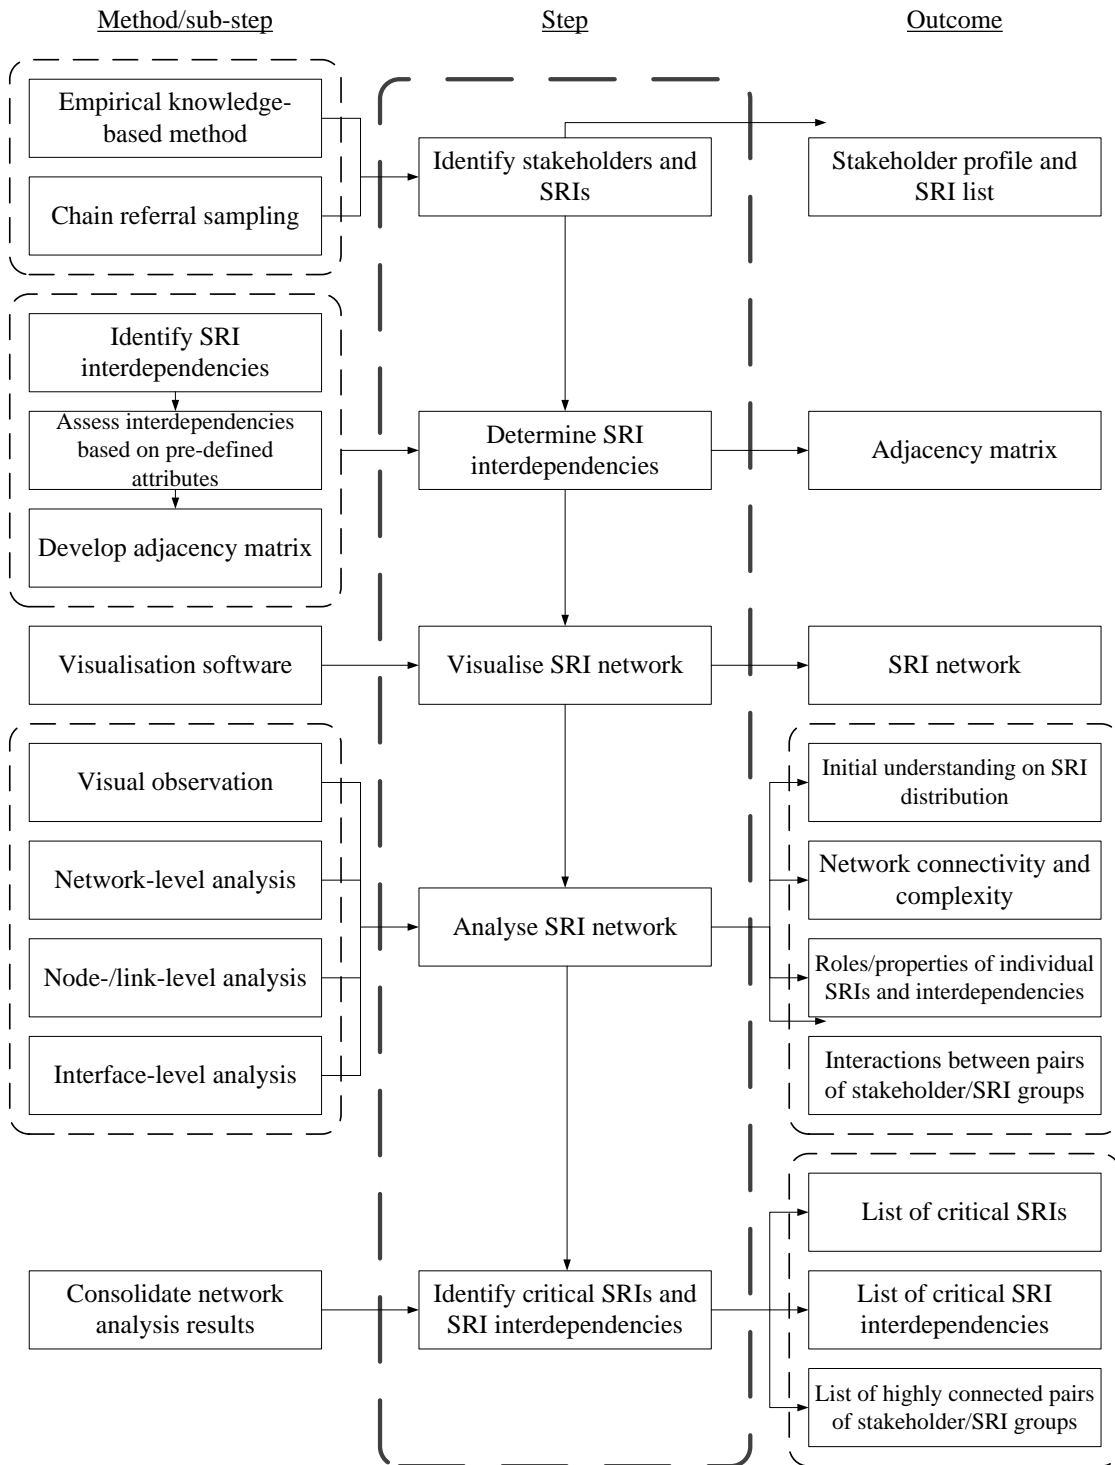 Method/sub-step
Step
Outcome
Empirical knowledge-
based method
Chain referral sampling
Identify stakeholders and
SRIs
Stakeholder profile and
SRI list
Identify SRI
interdependencies
Assess interdependencies
based on pre-defined
attributes
Develop adjacency matrix
Determine SRI
interdependencies
Adjacency matrix
Visualisation software
Visualise SRI network
SRI network
Visual observation
Network-level analysis
Node-/link-level analysis
Interface-level analysis
Analyse SRI network
Initial understanding on SRI
distribution
Network connectivity and
complexity
Roles/properties of individual
SRIs and interdependencies
Interactions between pairs
of stakeholder/SRI groups
Consolidate network
analysis results
Identify critical SRIs and
SRI interdependencies
List of critical SRIs
List of critical SRI
interdependencies
List of highly connected pairs
of stakeholder/SRI groups